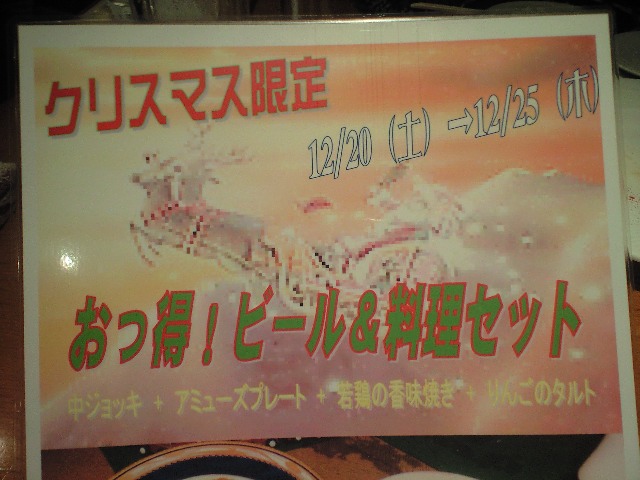 クリスマス限定
12/20（土）→12/25（木）
おっ得！ビール＆料理セット
中ジョッキ + アミューズプレート + 若鶏の香味焼き + りんごのタルト